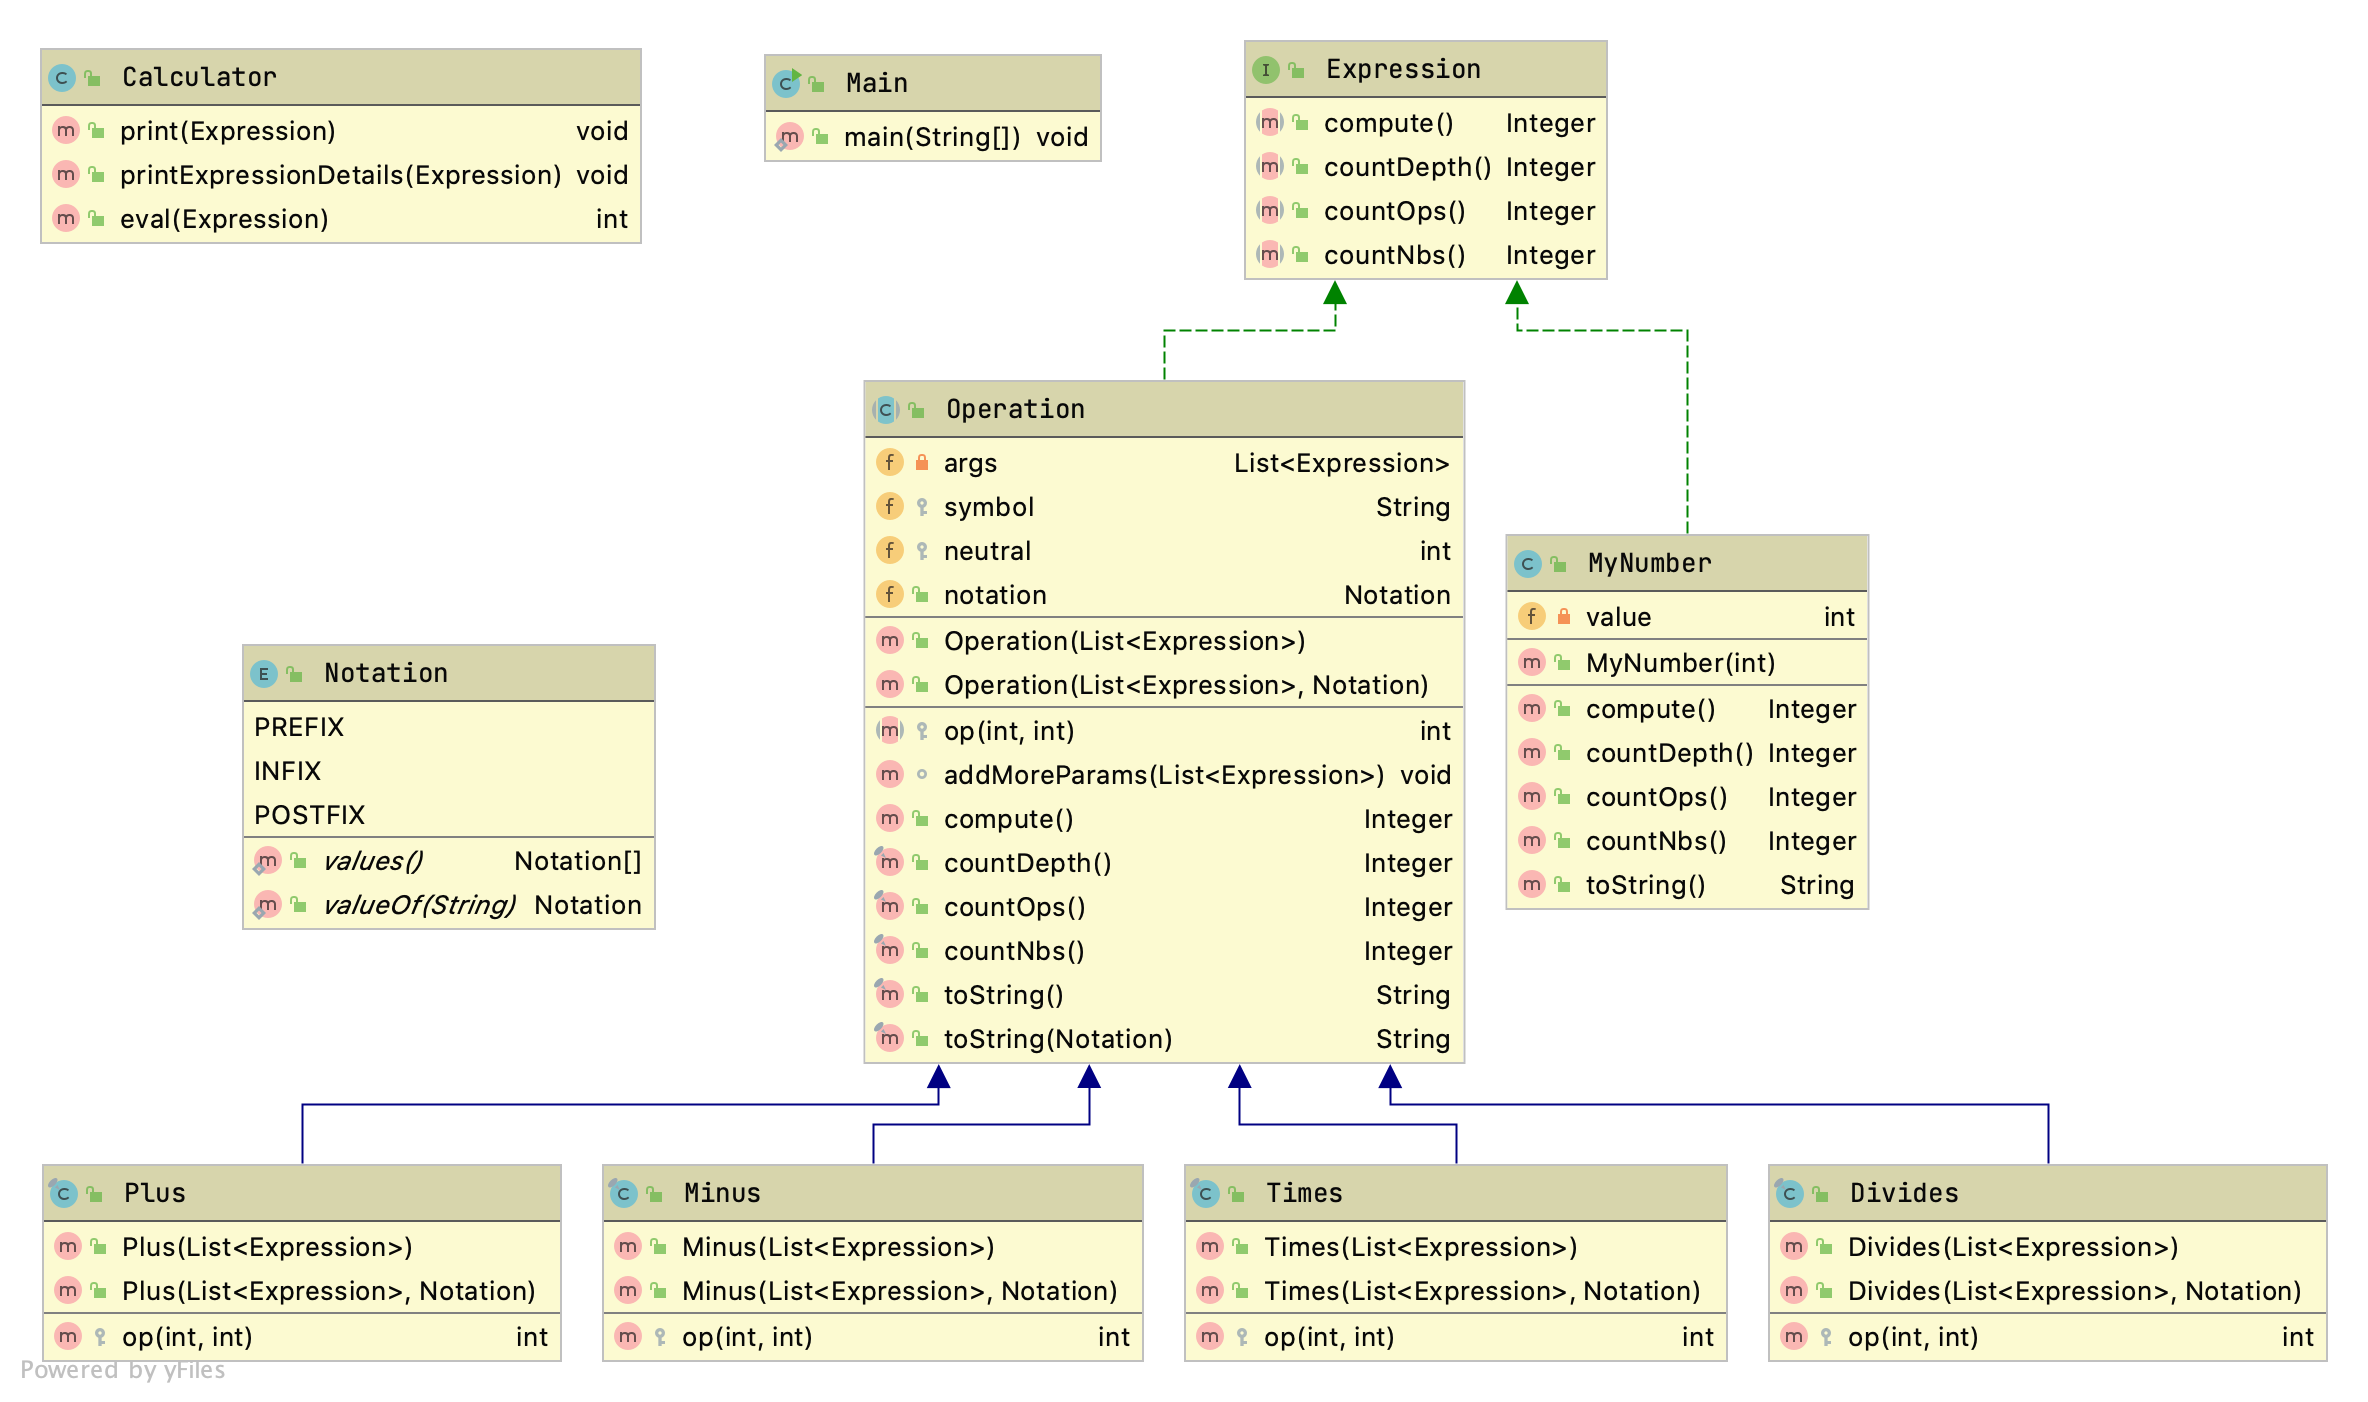 Calculator
print(Expression) void
printExpressionDetails(Expression) void
eval(Expression) int
Main
main(String[]) void
Expression
compute() Integer
countDepth() Integer
countOps() Integer
countNbs() Integer
Operation
args List<Expression>
symbol String
neutral int
notation Notation
Operation(List<Expression>)
Operation(List<Expression>, Notation)
op(int, int) int
addMoreParams(List<Expression>) void
compute() Integer
countDepth() Integer
countOps() Integer
countNbs() Integer
toString() String
toString(Notation) String
MyNumber
value int
MyNumber(int)
compute() Integer
countDepth() Integer
countOps() Integer
countNbs() Integer
toString() String
Notation
PREFIX
INFIX
POSTFIX
values() Notation[]
valueOf(String) Notation
Plus
Plus(List<Expression>)
Plus(List<Expression>, Notation)
op(int, int) int
Minus
Minus(List<Expression>)
Minus(List<Expression>, Notation)
op(int, int) int
Times
Times(List<Expression>)
Times(List<Expression>, Notation)
op(int, int) int
Divides
Divides(List<Expression>)
Divides(List<Expression>, Notation)
op(int, int) int
Powered by yFiles